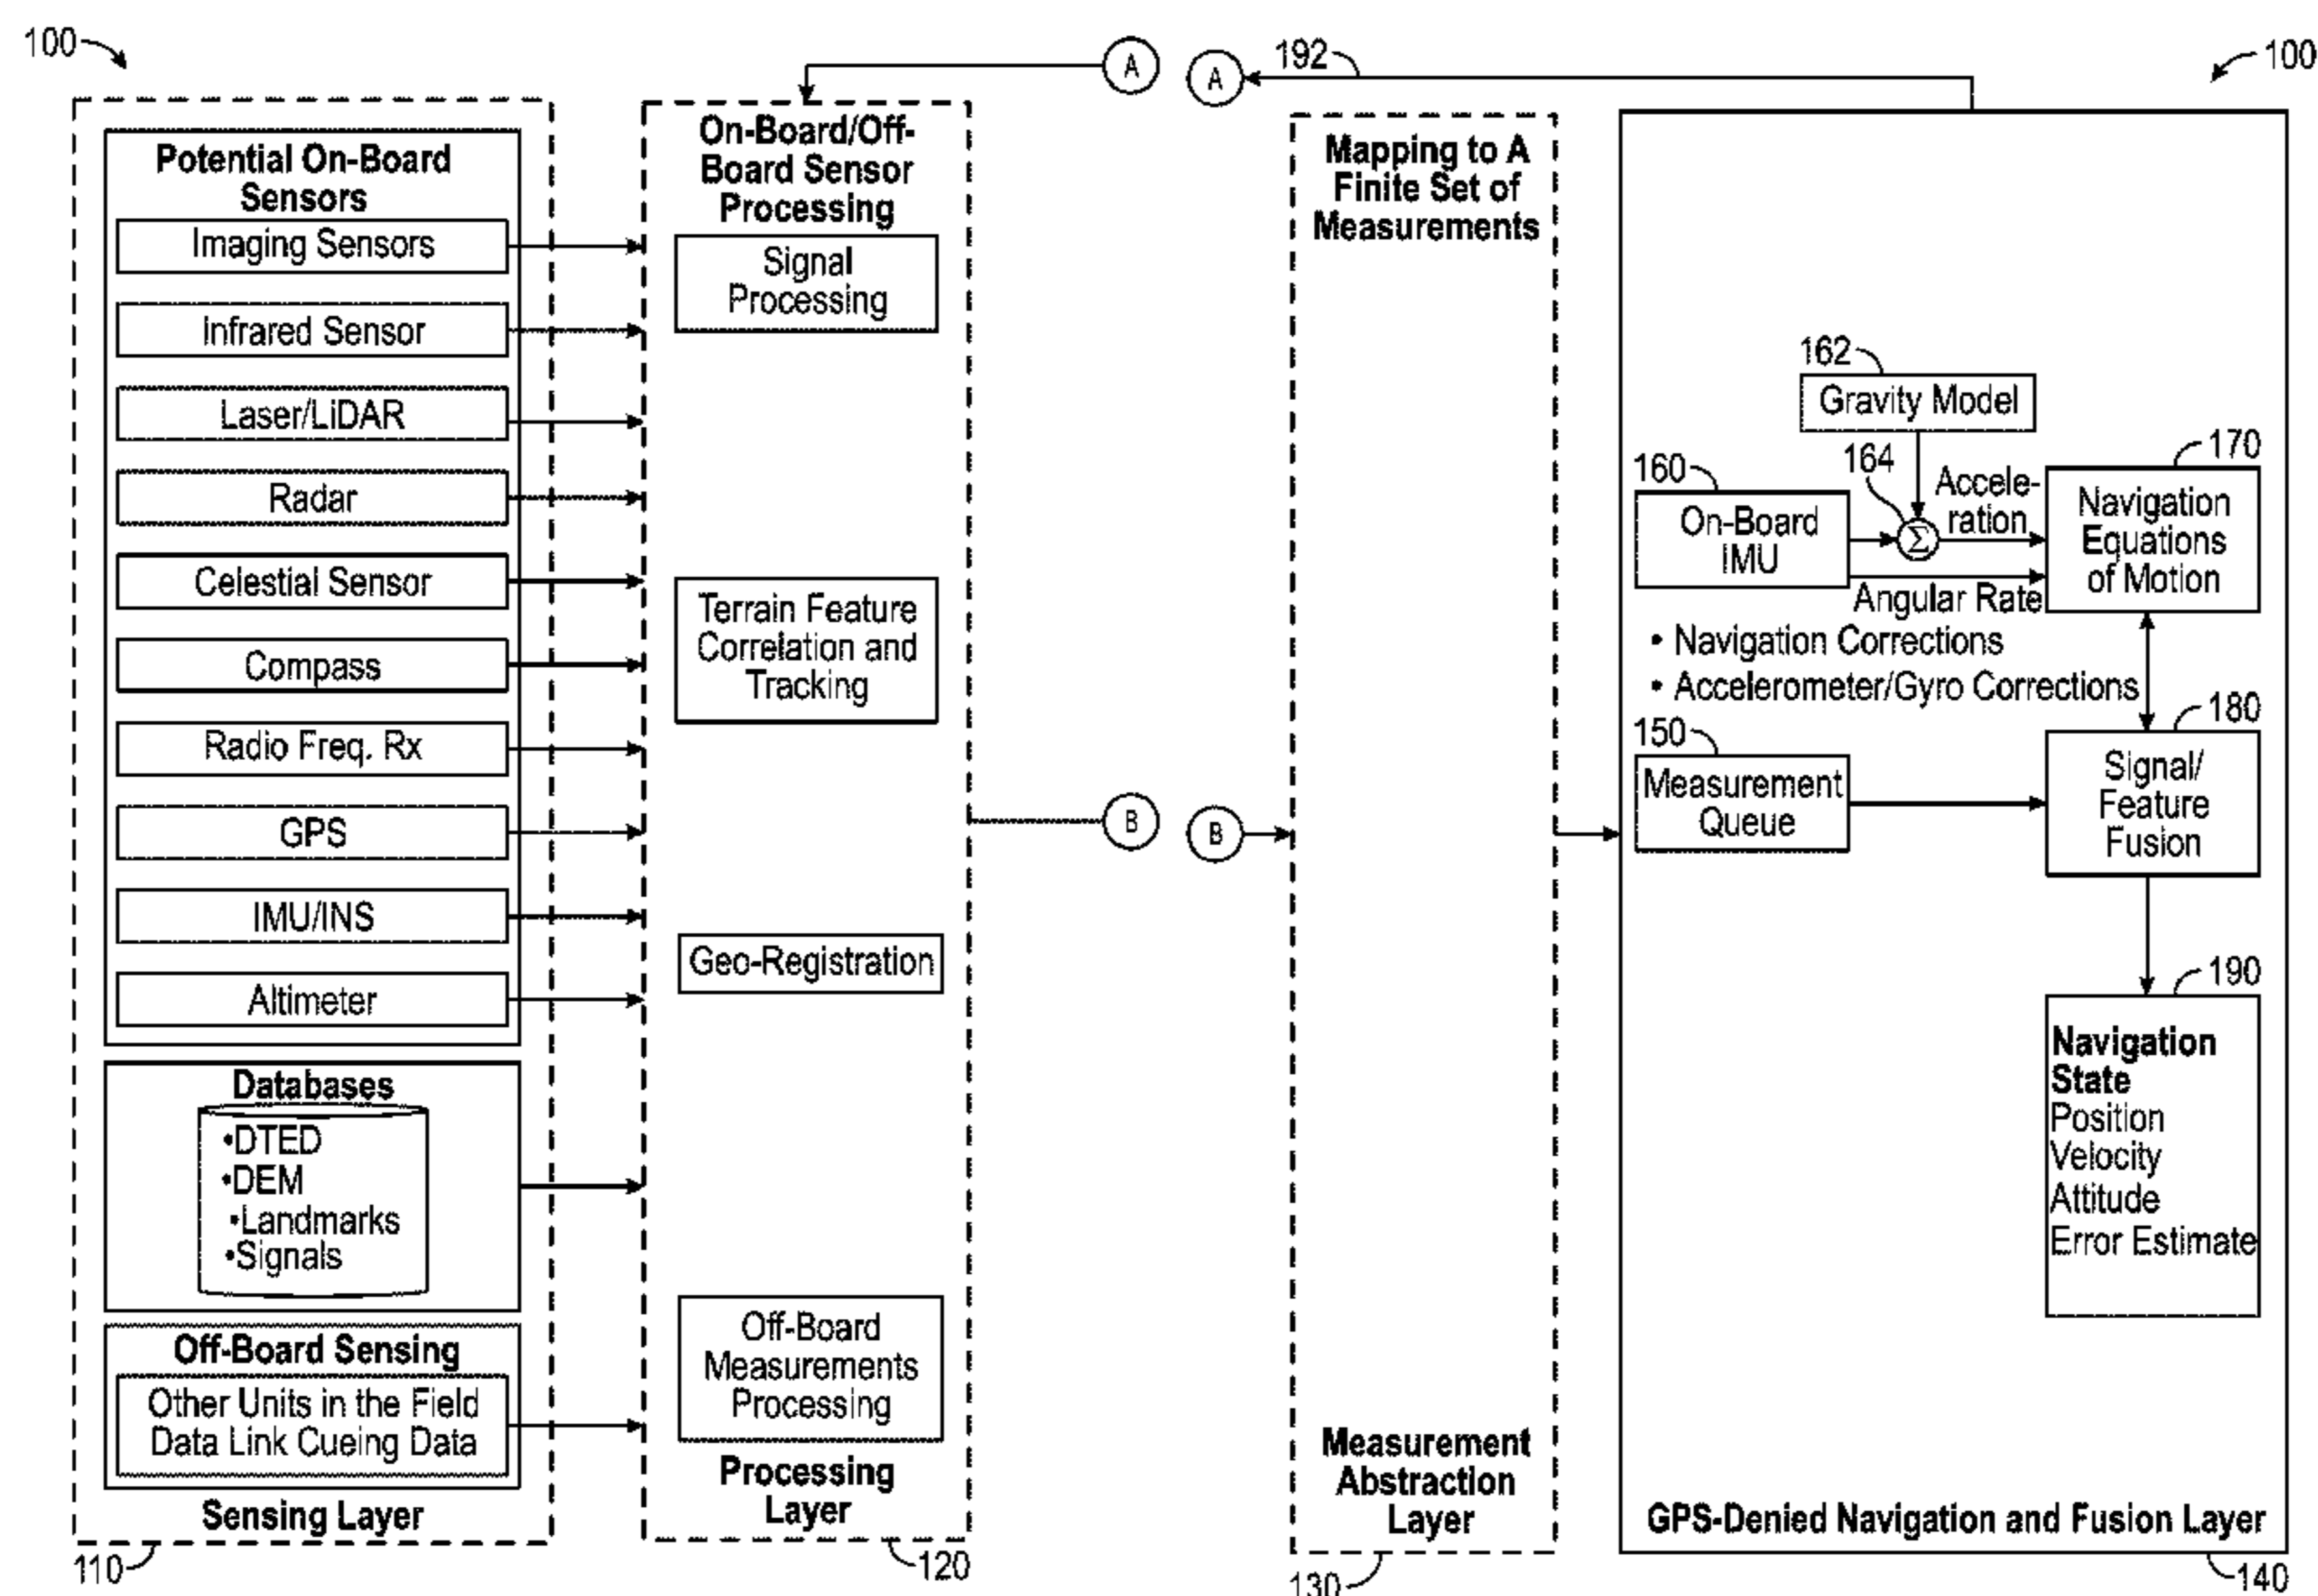 100
Potential On-Board
Sensors
Imaging Sensors
Infrared Sensor
Laser/LiDAR
Radar
Celestial Sensor
Compass
Radio Freq. Rx
GPS
IMU/INS
Altimeter
Databases
•DTED
•DEM
•Landmarks
•Signals
Off-Board Sensing
Other Units in the Field
Data Link Cueing Data
Sensing Layer
110
On-Board/Off-
Board Sensor
Processing
Signal
Processing
Terrain Feature
Correlation and
Tracking
Geo-Registration
Off-Board
Measurements
Processing
Processing
Layer
120
A
B
A
B
192
Mapping to A
Finite Set of
Measurements
Measurement
Abstraction
Layer
130
100
162
Gravity Model
164
Σ
Accele-
ration
160
On-Board
IMU
Angular Rate
170
Navigation
Equations
of Motion
• Navigation Corrections
• Accelerometer/Gyro Corrections
150
Measurement
Queue
180
Signal/
Feature
Fusion
190
Navigation
State
Position
Velocity
Attitude
Error Estimate
GPS-Denied Navigation and Fusion Layer
140